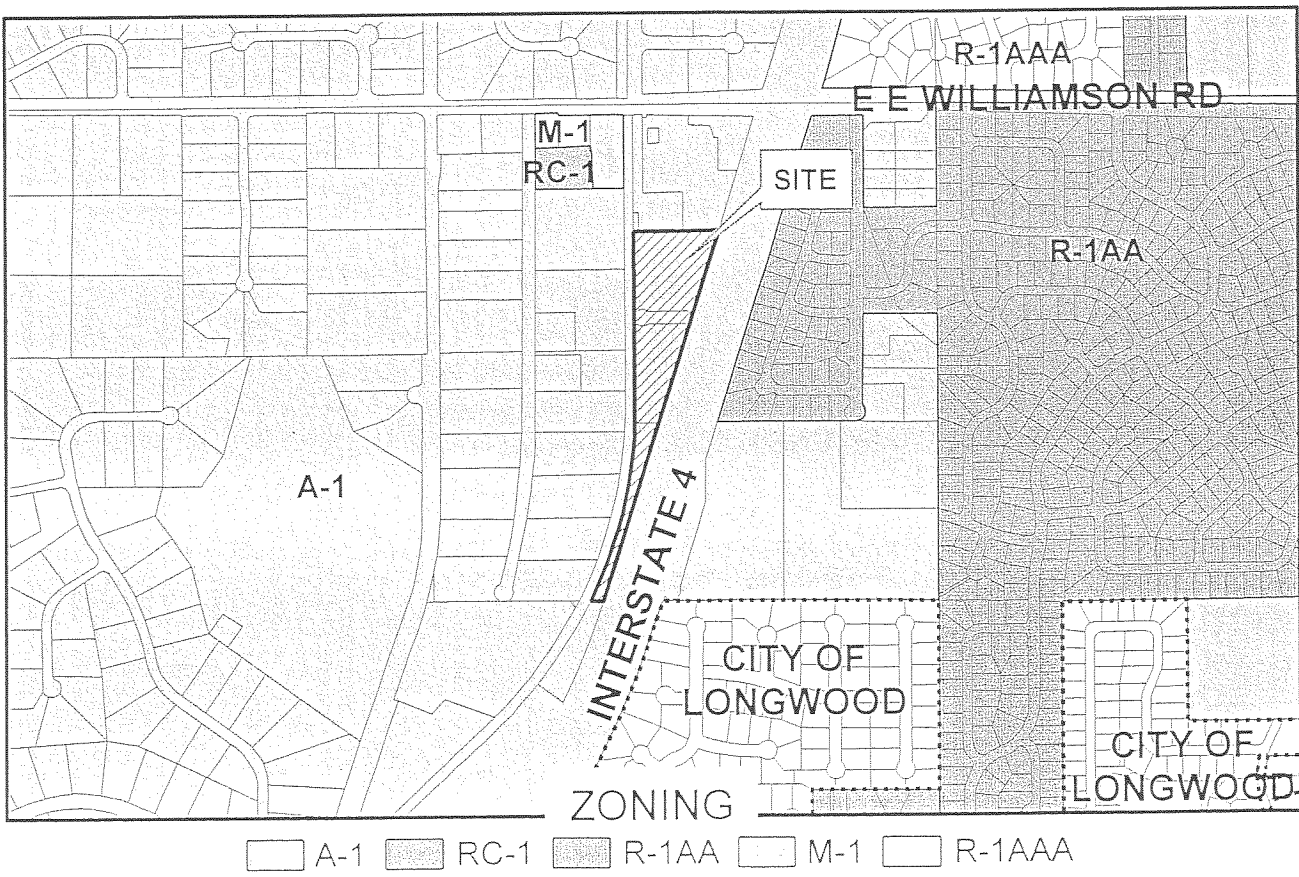 R-1AAA
E E WILLIAMSON RD
M-1
RC-1
SITE
R-1AA
A-1
INTERSTATE 4
CITY OF
LONGWOOD
CITY OF
LONGWOOD
ZONING
A-1 RC-1 R-1AA M-1 R-1AAA